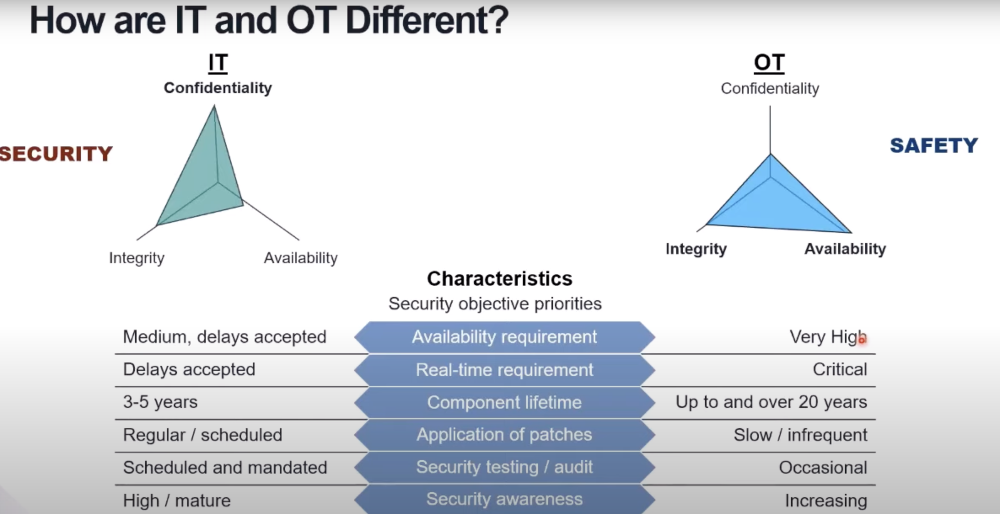 How are IT and OT Different?
IT
Confidentiality
SECURITY
Integrity
Availability
OT
Confidentiality
SAFETY
Integrity
Availability
Characteristics
Security objective priorities
Medium, delays accepted Availability requirement Very High
Delays accepted Real-time requirement Critical
3-5 years Component lifetime Up to and over 20 years
Regular / scheduled Application of patches Slow / infrequent
Scheduled and mandated Security testing / audit Occasional
High / mature Security awareness Increasing